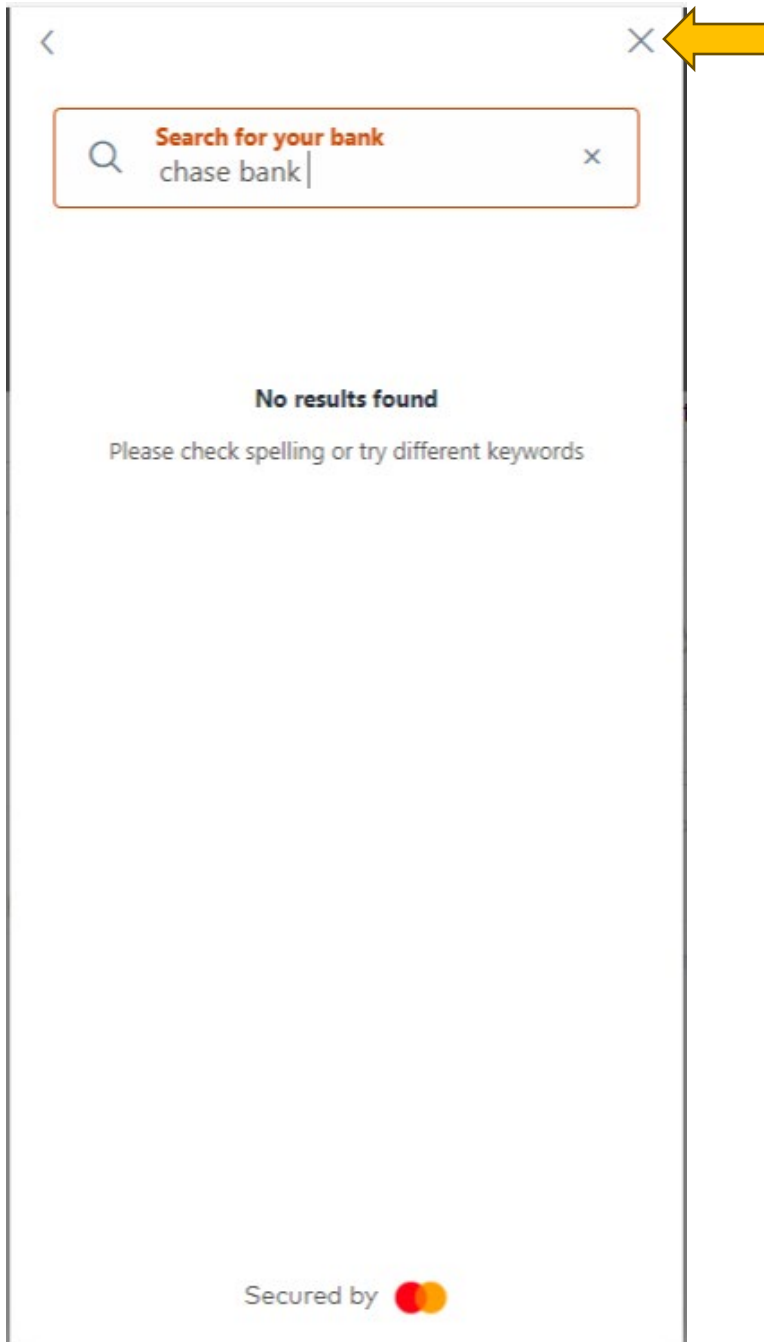 Search for your bank
chase bank
No results found
Please check spelling or try different keywords
Secured by